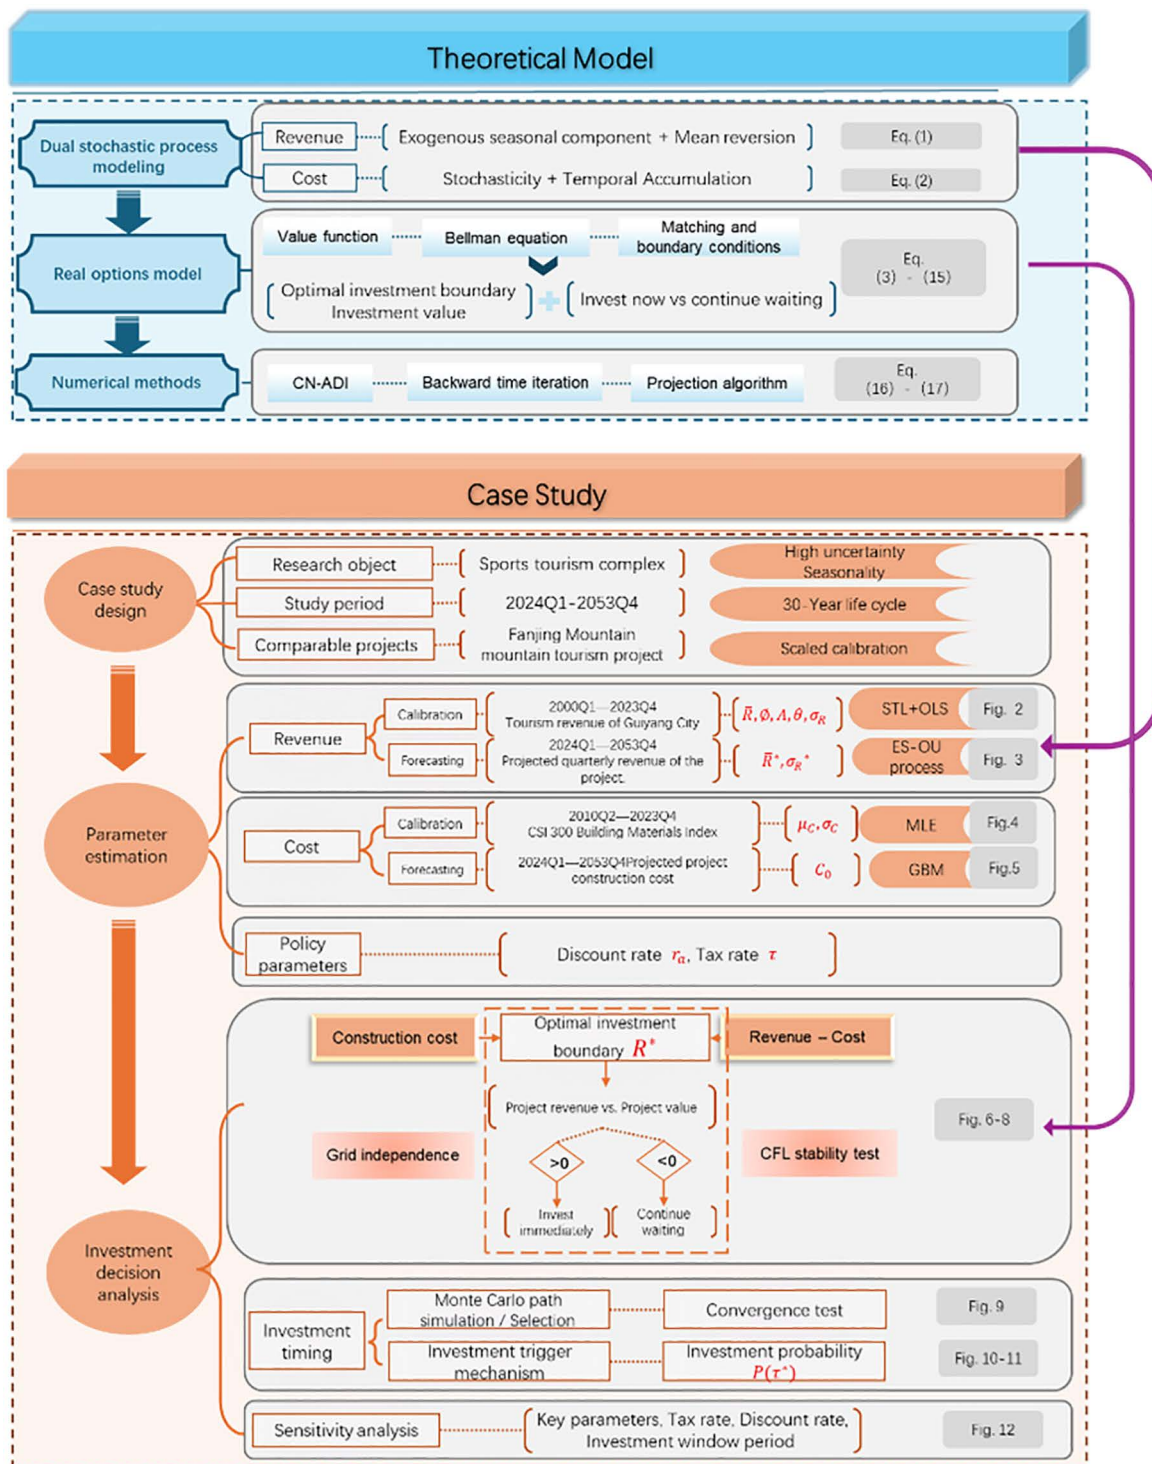 Theoretical Model
Dual stochastic process
modeling
Revenue
Exogenous seasonal component + Mean reversion
Eq. (1)
Cost
Stochasticity + Temporal Accumulation
Eq. (2)
Real options model
Value function
Bellman equation
Matching and
boundary conditions
Optimal investment boundary
Investment value
Invest now vs continue waiting
Eq.
(3) - (15)
Numerical methods
CN-ADI
Backward time iteration
Projection algorithm
Eq.
(16) - (17)
Case Study
Case study
design
Research object
Sports tourism complex
High uncertainty
Seasonality
Study period
2024Q1-2053Q4
30-Year life cycle
Comparable projects
Fanjing Mountain
mountain tourism project
Scaled calibration
Parameter
estimation
Revenue
Calibration
2000Q1—2023Q4
Tourism revenue of Guiyang City
R̄, Ø, Λ, θ, σ_R
STL+OLS
Fig. 2
Forecasting
2024Q1—2053Q4
Projected quarterly revenue of the
project.
R̄*, σ_R*
ES-OU
process
Fig. 3
Cost
Calibration
2010Q2—2023Q4
CSI 300 Building Materials Index
μ_C, σ_C
MLE
Fig.4
Forecasting
2024Q1—2053Q4Projected project
construction cost
C_0
GBM
Fig.5
Policy
parameters
Discount rate r_a, Tax rate τ
Investment
decision
analysis
Construction cost
Optimal investment
boundary R*
Revenue – Cost
Project revenue vs. Project value
Grid independence
>0
<0
CFL stability test
Invest
immediately
Continue
waiting
Fig. 6-8
Investment
timing
Monte Carlo path
simulation / Selection
Convergence test
Fig. 9
Investment trigger
mechanism
Investment probability
P(τ*)
Fig. 10-11
Sensitivity analysis
Key parameters, Tax rate, Discount rate,
Investment window period
Fig. 12